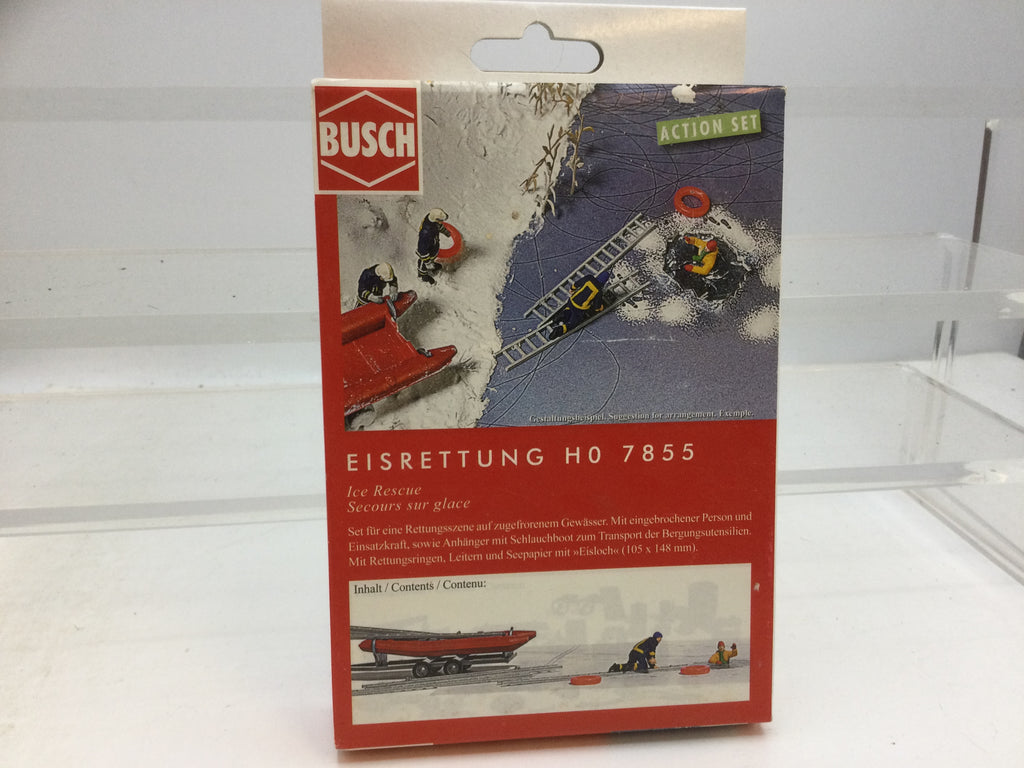 BUSCH
ACTION SET
Gestaltungsbeispiel. Suggestion for arrangement. Exemple.
EISRETTUNG H0 7855
Ice Rescue
Secours sur glace
Set für eine Rettungsszene auf zugefrorenem Gewässer. Mit eingebrochener Person und
Einsatzkraft, sowie Anhänger mit Schlauchboot zum Transport der Bergungsutensilien.
Mit Rettungsringen, Leitern und Seepapier mit »Eisloch« (105 x 148 mm).
Inhalt / Contents / Contenu: